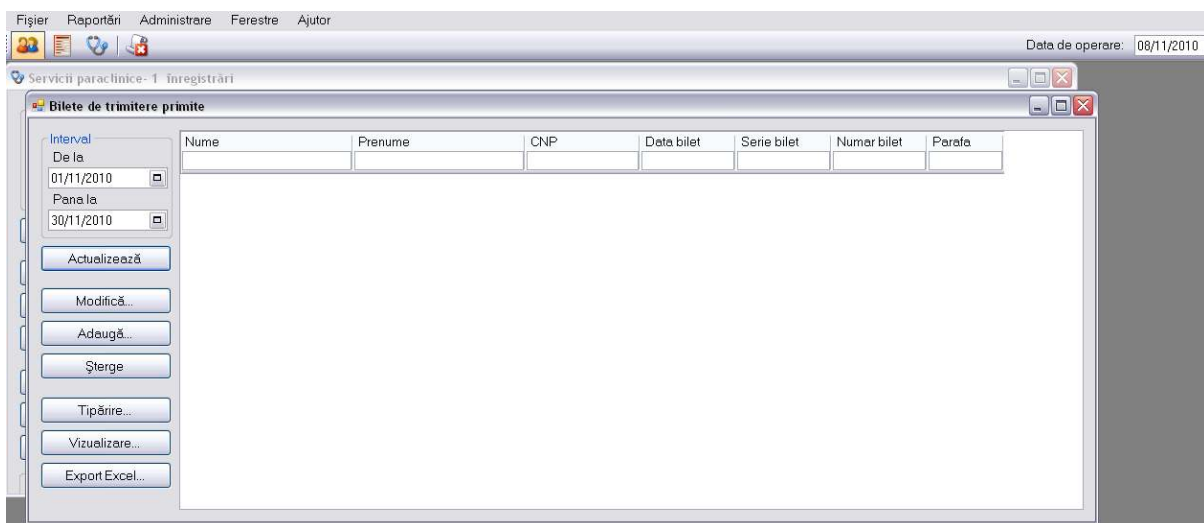 Fişier Raportări Administrare Ferestre Ajutor
Data de operare: 08/11/2010
Servicii paraclinice- 1 înregistrări
Bilete de trimitere primite
Interval
De la
01/11/2010
Pana la
30/11/2010
Nume Prenume CNP Data bilet Serie bilet Numar bilet Parafa
Actualizează
Modifică...
Adaugă...
Şterge
Tipărire...
Vizualizare...
Export Excel...